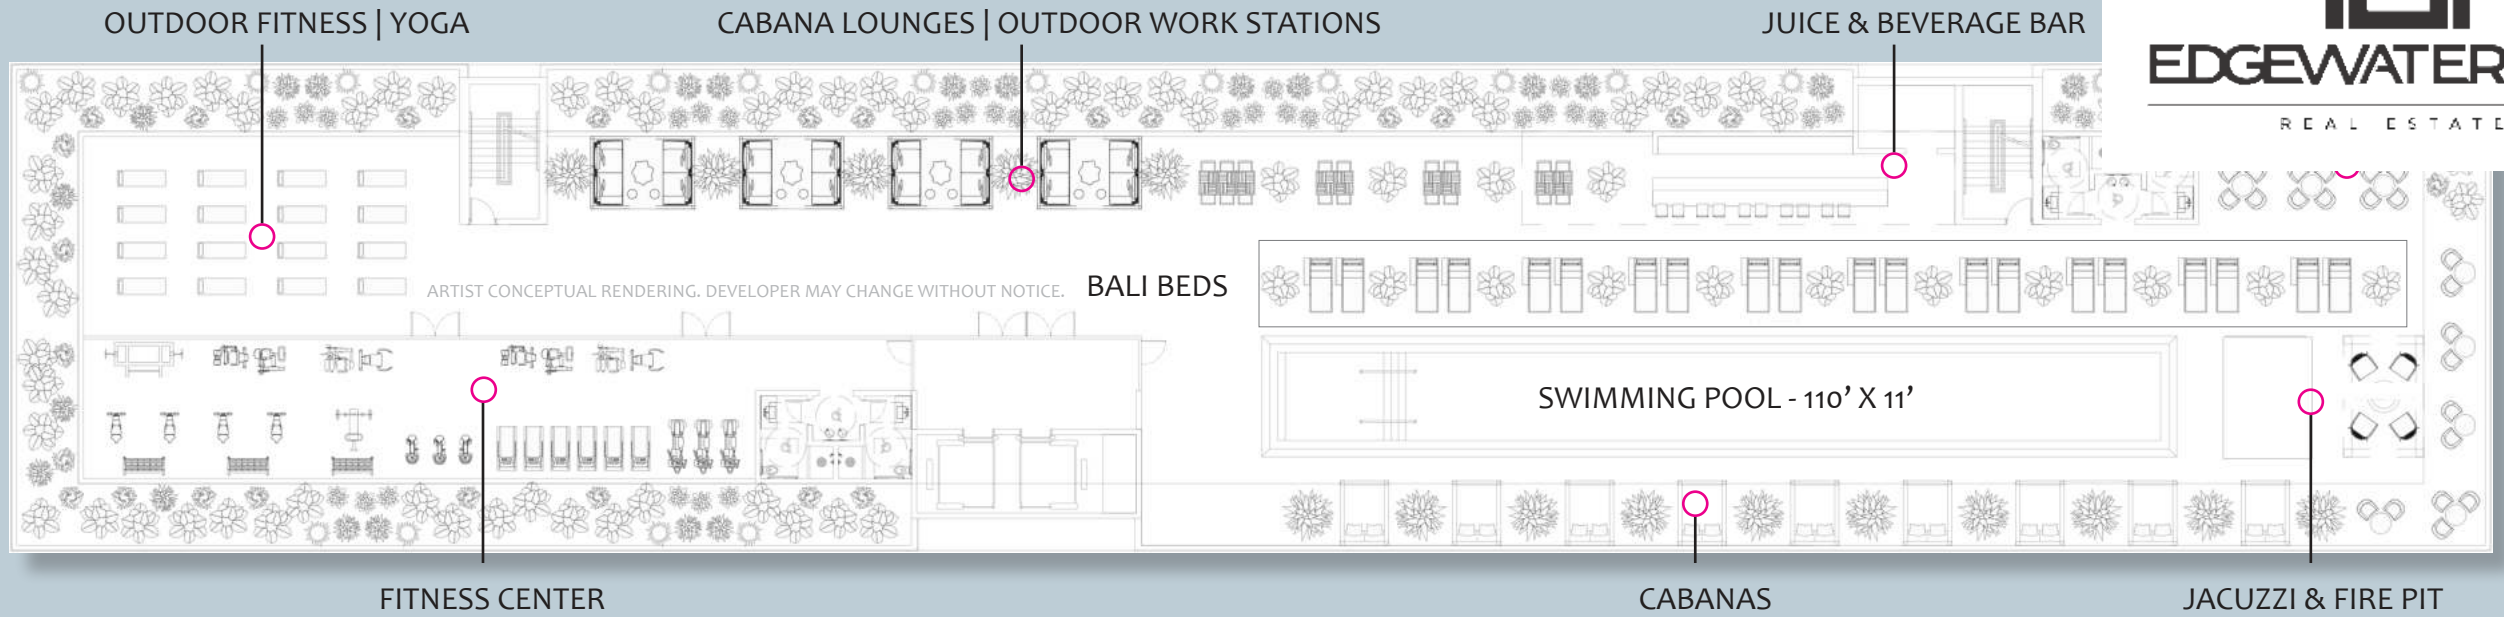 OUTDOOR FITNESS | YOGA
CABANA LOUNGES | OUTDOOR WORK STATIONS
JUICE & BEVERAGE BAR
EDGEWATER
REAL ESTATE
ARTIST CONCEPTUAL RENDERING. DEVELOPER MAY CHANGE WITHOUT NOTICE.
BALI BEDS
SWIMMING POOL - 110’ X 11’
FITNESS CENTER
CABANAS
JACUZZI & FIRE PIT